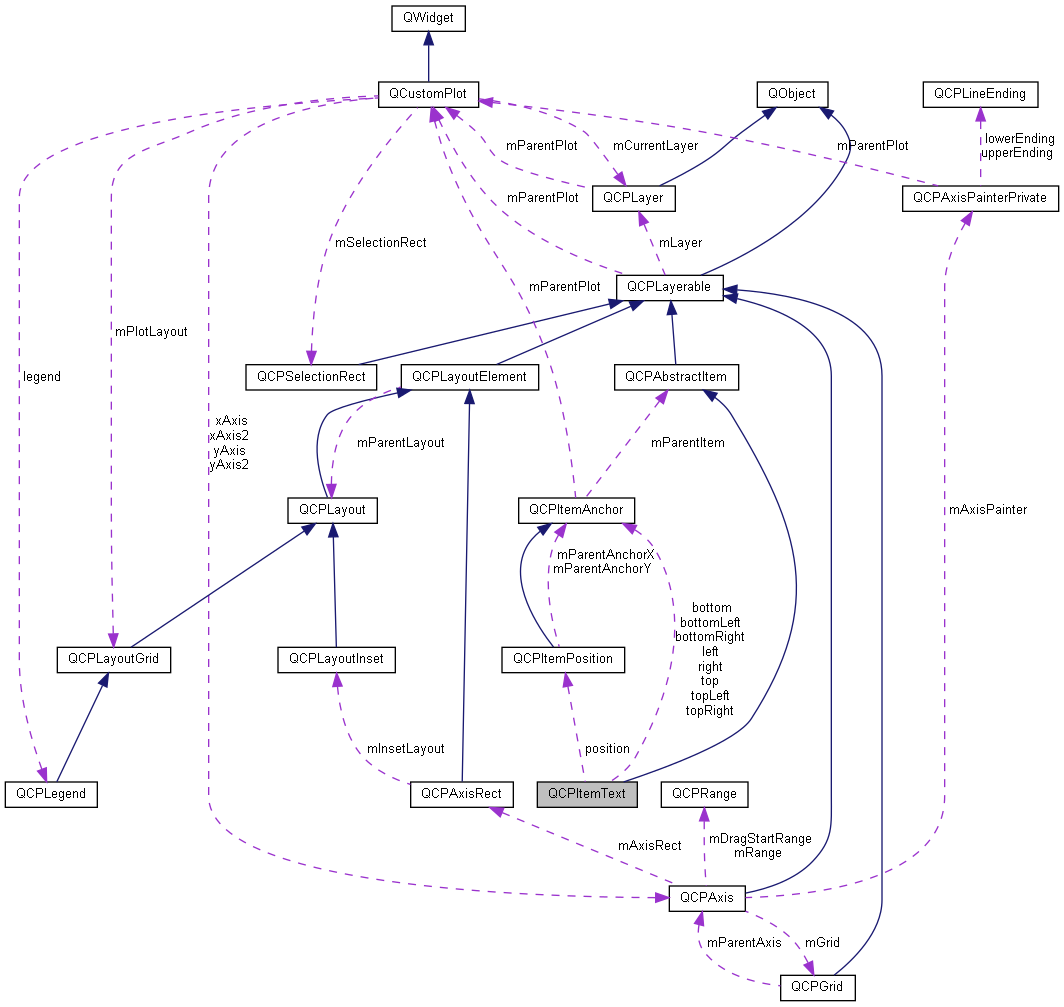 QWidget
QCustomPlot
QObject
QCPLineEnding
mParentPlot
mCurrentLayer
mParentPlot
lowerEnding
upperEnding
QCPLayer
mParentPlot
QCPAxisPainterPrivate
mSelectionRect
mLayer
mParentPlot
QCPLayerable
mPlotLayout
legend
QCPSelectionRect
QCPLayoutElement
QCPAbstractItem
xAxis
xAxis2
yAxis
yAxis2
mParentLayout
mParentItem
QCPLayout
QCPItemAnchor
mAxisPainter
mParentAnchorX
mParentAnchorY
bottom
bottomLeft
bottomRight
left
right
top
topLeft
topRight
QCPLayoutGrid
QCPLayoutInset
QCPItemPosition
mInsetLayout
position
QCPLegend
QCPAxisRect
QCPItemText
QCPRange
mAxisRect
mDragStartRange
mRange
QCPAxis
mParentAxis
mGrid
QCPGrid